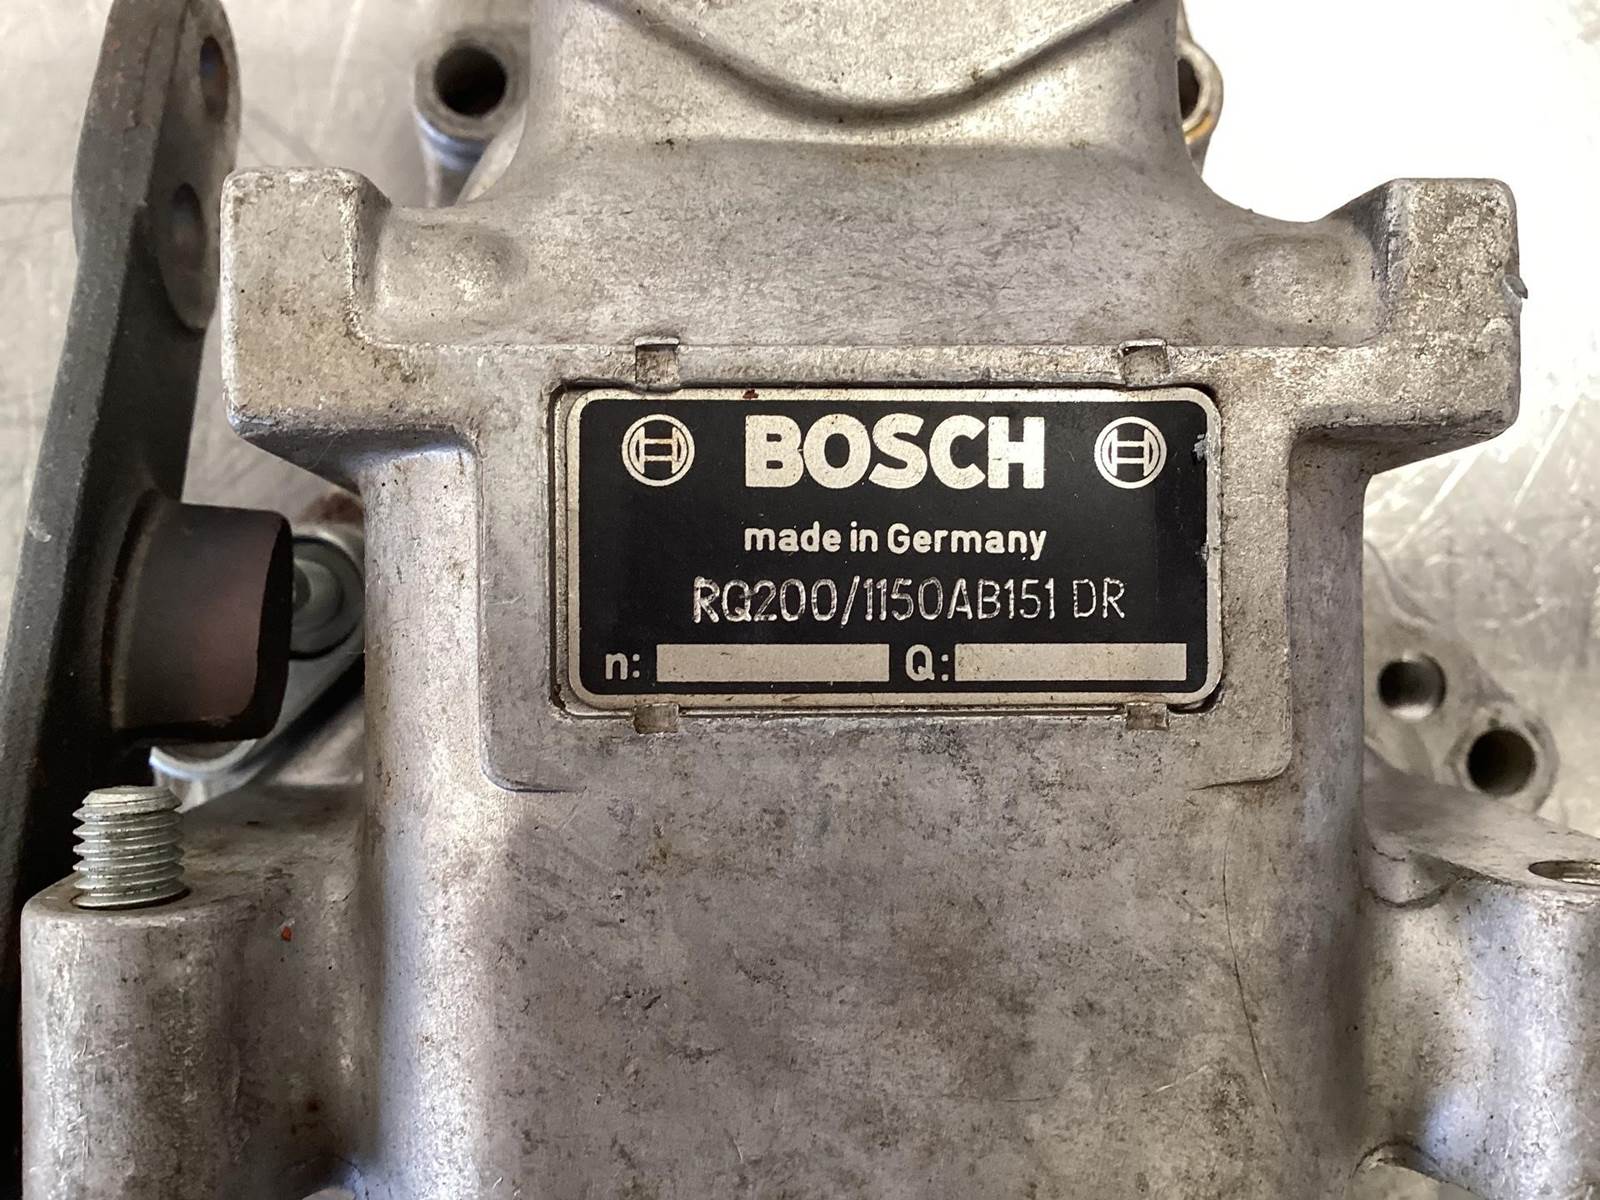 BOSCH
made in Germany
RQ200/1150AB151 DR
n: Q: